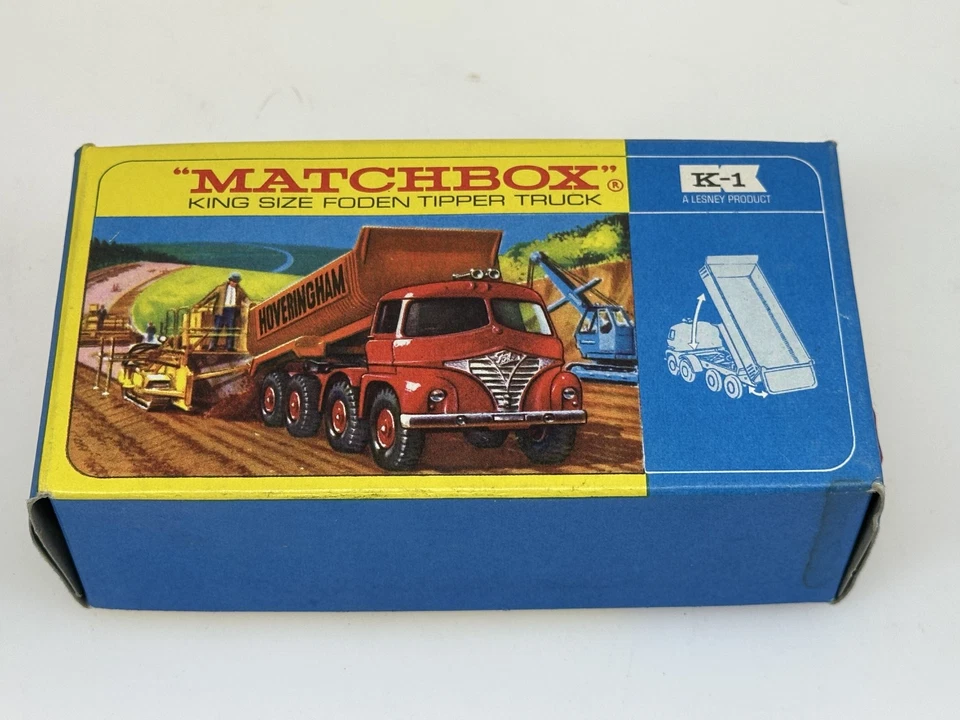 "MATCHBOX"®
KING SIZE FODEN TIPPER TRUCK
K-1
A LESNEY PRODUCT
HOVERINGHAM